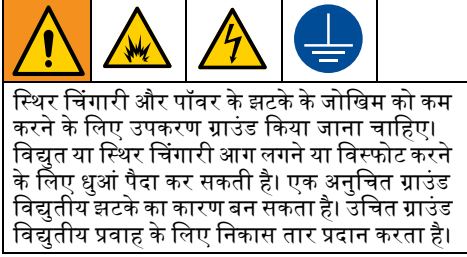 स्थिर चिंगारी और पॉवर के झटके के जोखिम को कम
करने के लिए उपकरण ग्राउंड किया जाना चाहिए।
विद्युत या स्थिर चिंगारी आग लगने या विस्फोट करने
के लिए धुआं पैदा कर सकती है। एक अनुचित ग्राउंड
विद्युतीय झटके का कारण बन सकता है। उचित ग्राउंड
विद्युतीय प्रवाह के लिए निकास तार प्रदान करता है।